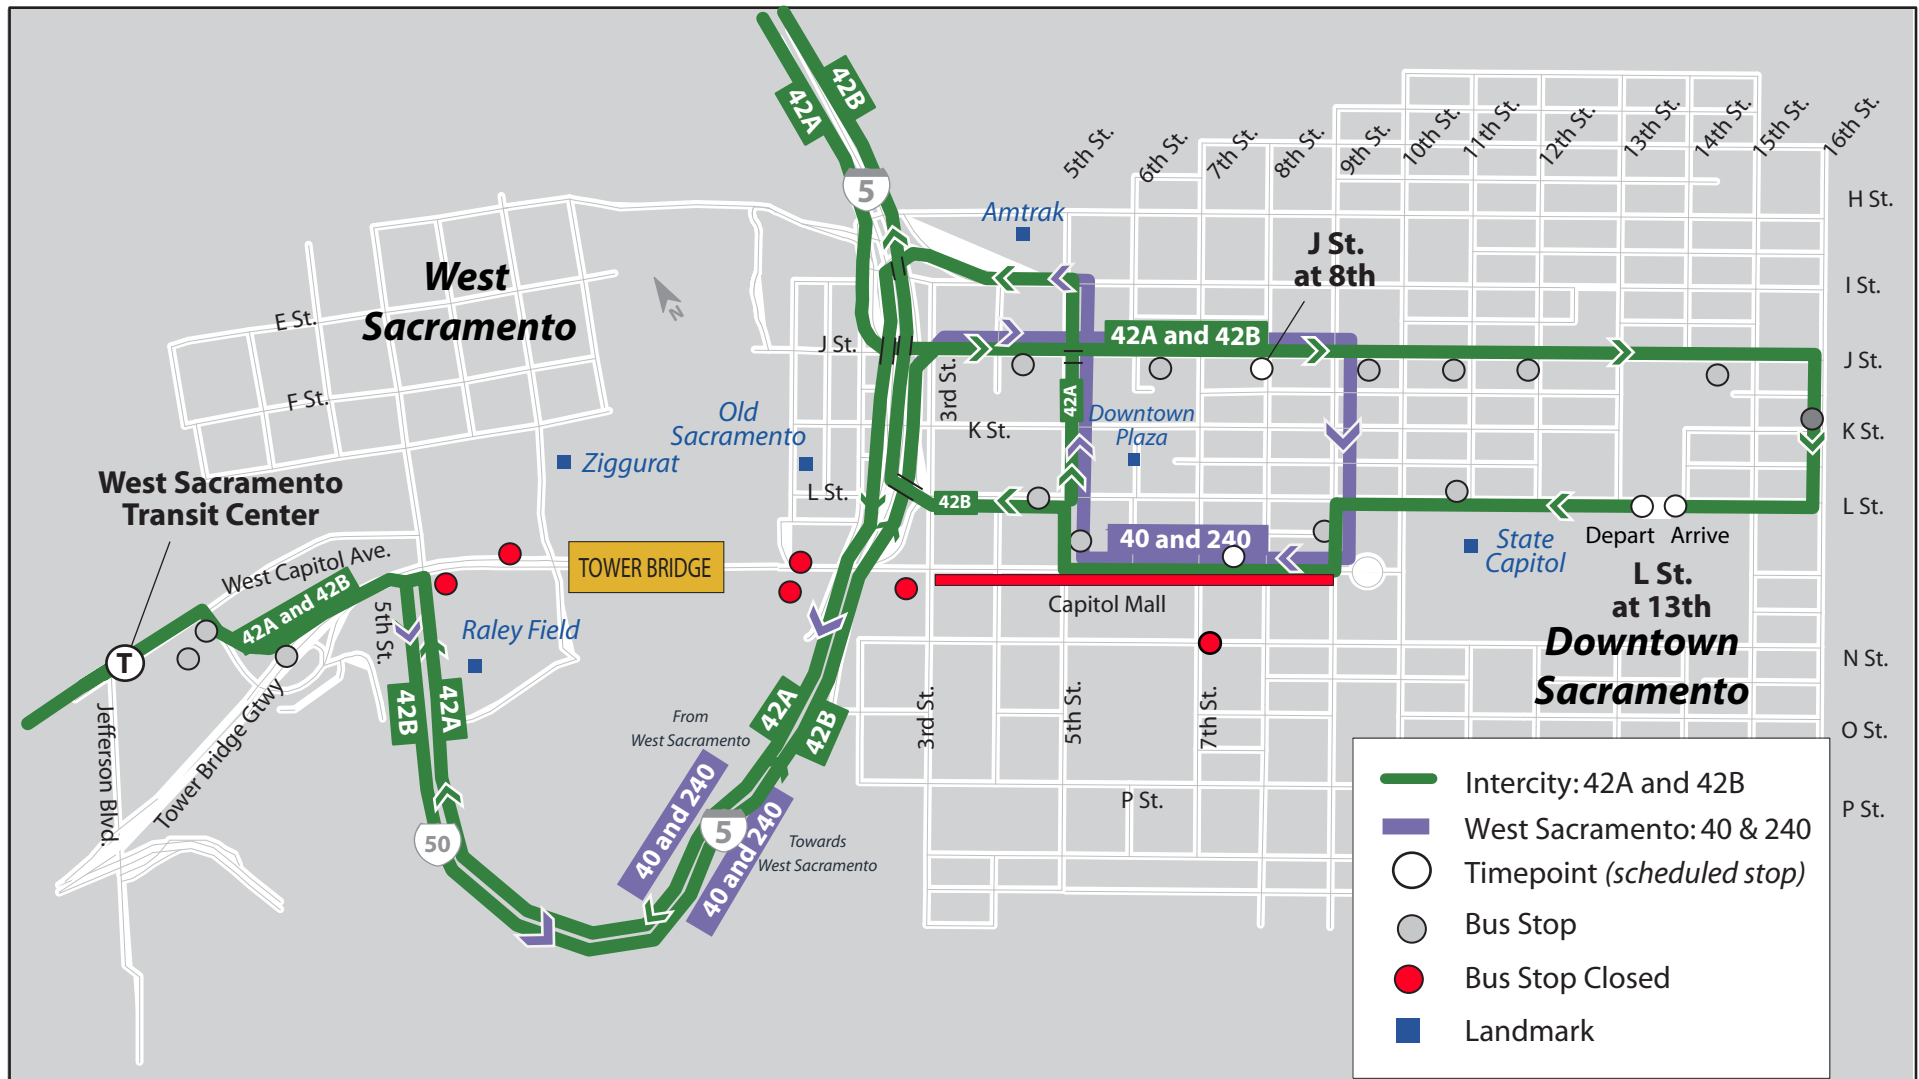 42B
42A
5
5th St.
6th St.
7th St.
8th St.
9th St.
10th St.
11th St.
12th St.
13th St.
14th St.
15th St.
16th St.
H St.
Amtrak
J St.
at 8th
West
Sacramento
N
I St.
E St.
J St.
42A and 42B
J St.
3rd St.
42A
F St.
Old
Sacramento
Downtown
Plaza
K St.
K St.
Ziggurat
West Sacramento
Transit Center
L St.
42B
L St.
Depart
Arrive
State
Capitol
40 and 240
West Capitol Ave.
TOWER BRIDGE
L St.
at 13th
42A and 42B
Capitol Mall
5th St.
Raley Field
Downtown
Sacramento
T
N St.
42B
42A
Jefferson Blvd.
Tower Bridge Gtwy
42A
42B
From
West Sacramento
3rd St.
5th St.
7th St.
O St.
40 and 240
40 and 240
5
50
Towards
West Sacramento
P St.
P St.
Intercity: 42A and 42B
West Sacramento: 40 & 240
Timepoint (scheduled stop)
Bus Stop
Bus Stop Closed
Landmark